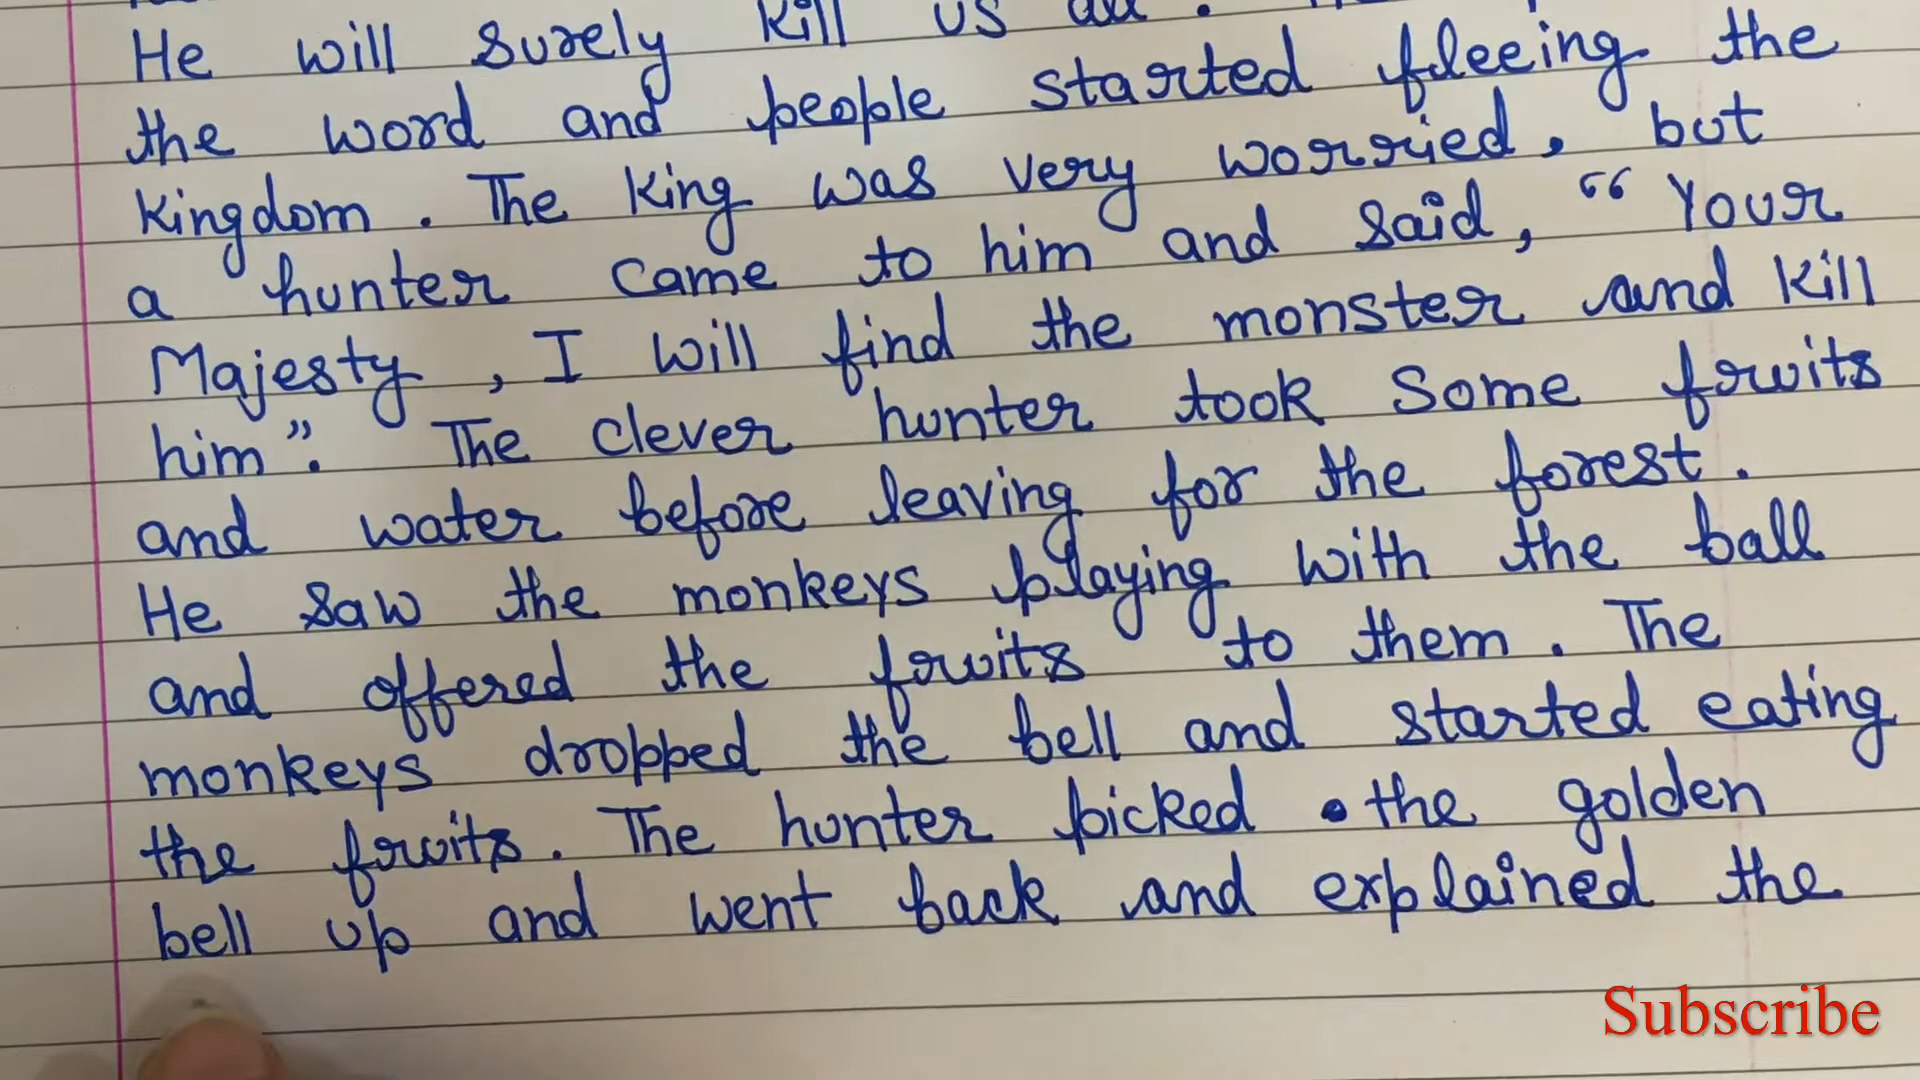 He will surely kill us all.
the word and people started fleeing the
kingdom. The king was very worried, but
a hunter came to him and said, “Your
Majesty, I will find the monster and kill
him”. The clever hunter took some fruits
and water before leaving for the forest.
He saw the monkeys playing with the ball
and offered the fruits to them. The
monkeys dropped the bell and started eating
the fruits. The hunter picked the golden
bell up and went back and explained the
Subscribe